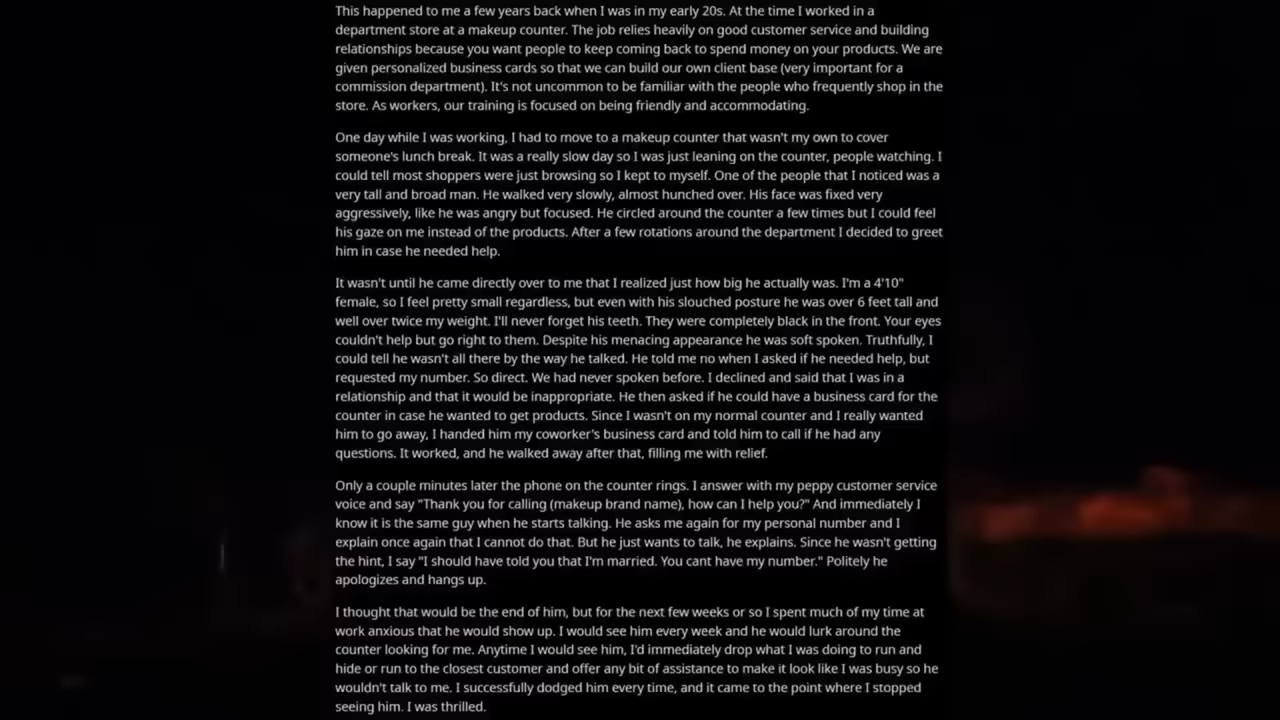 This happened to me a few years back when I was in my early 20s. At the time I worked in a
department store at a makeup counter. The job relies heavily on good customer service and building
relationships because you want people to keep coming back to spend money on your products. We are
given personalized business cards so that we can build our own client base (very important for a
commission department). It's not uncommon to be familiar with the people who frequently shop in the
store. As workers, our training is focused on being friendly and accommodating.
One day while I was working, I had to move to a makeup counter that wasn't my own to cover
someone's lunch break. It was a really slow day so I was just leaning on the counter, people watching. I
could tell most shoppers were just browsing so I kept to myself. One of the people that I noticed was a
very tall and broad man. He walked very slowly, almost hunched over. His face was fixed very
aggressively, like he was angry but focused. He circled around the counter a few times but I could feel
his gaze on me instead of the products. After a few rotations around the department I decided to greet
him in case he needed help.
It wasn't until he came directly over to me that I realized just how big he actually was. I'm a 4'10"
female, so I feel pretty small regardless, but even with his slouched posture he was over 6 feet tall and
well over twice my weight. I'll never forget his teeth. They were completely black in the front. Your eyes
couldn't help but go right to them. Despite his menacing appearance he was soft spoken. Truthfully, I
could tell he wasn't all there by the way he talked. He told me no when I asked if he needed help, but
requested my number. So direct. We had never spoken before. I declined and said that I was in a
relationship and that it would be inappropriate. He then asked if he could have a business card for the
counter in case he wanted to get products. Since I wasn't on my normal counter and I really wanted
him to go away, I handed him my coworker's business card and told him to call if he had any
questions. It worked, and he walked away after that, filling me with relief.
Only a couple minutes later the phone on the counter rings. I answer with my peppy customer service
voice and say "Thank you for calling (makeup brand name), how can I help you?" And immediately I
know it is the same guy when he starts talking. He asks me again for my personal number and I
explain once again that I cannot do that. But he just wants to talk, he explains. Since he wasn't getting
the hint, I say "I should have told you that I'm married. You cant have my number." Politely he
apologizes and hangs up.
I thought that would be the end of him, but for the next few weeks or so I spent much of my time at
work anxious that he would show up. I would see him every week and he would lurk around the
counter looking for me. Anytime I would see him, I'd immediately drop what I was doing to run and
hide or run to the closest customer and offer any bit of assistance to make it look like I was busy so he
wouldn't talk to me. I successfully dodged him every time, and it came to the point where I stopped
seeing him. I was thrilled.